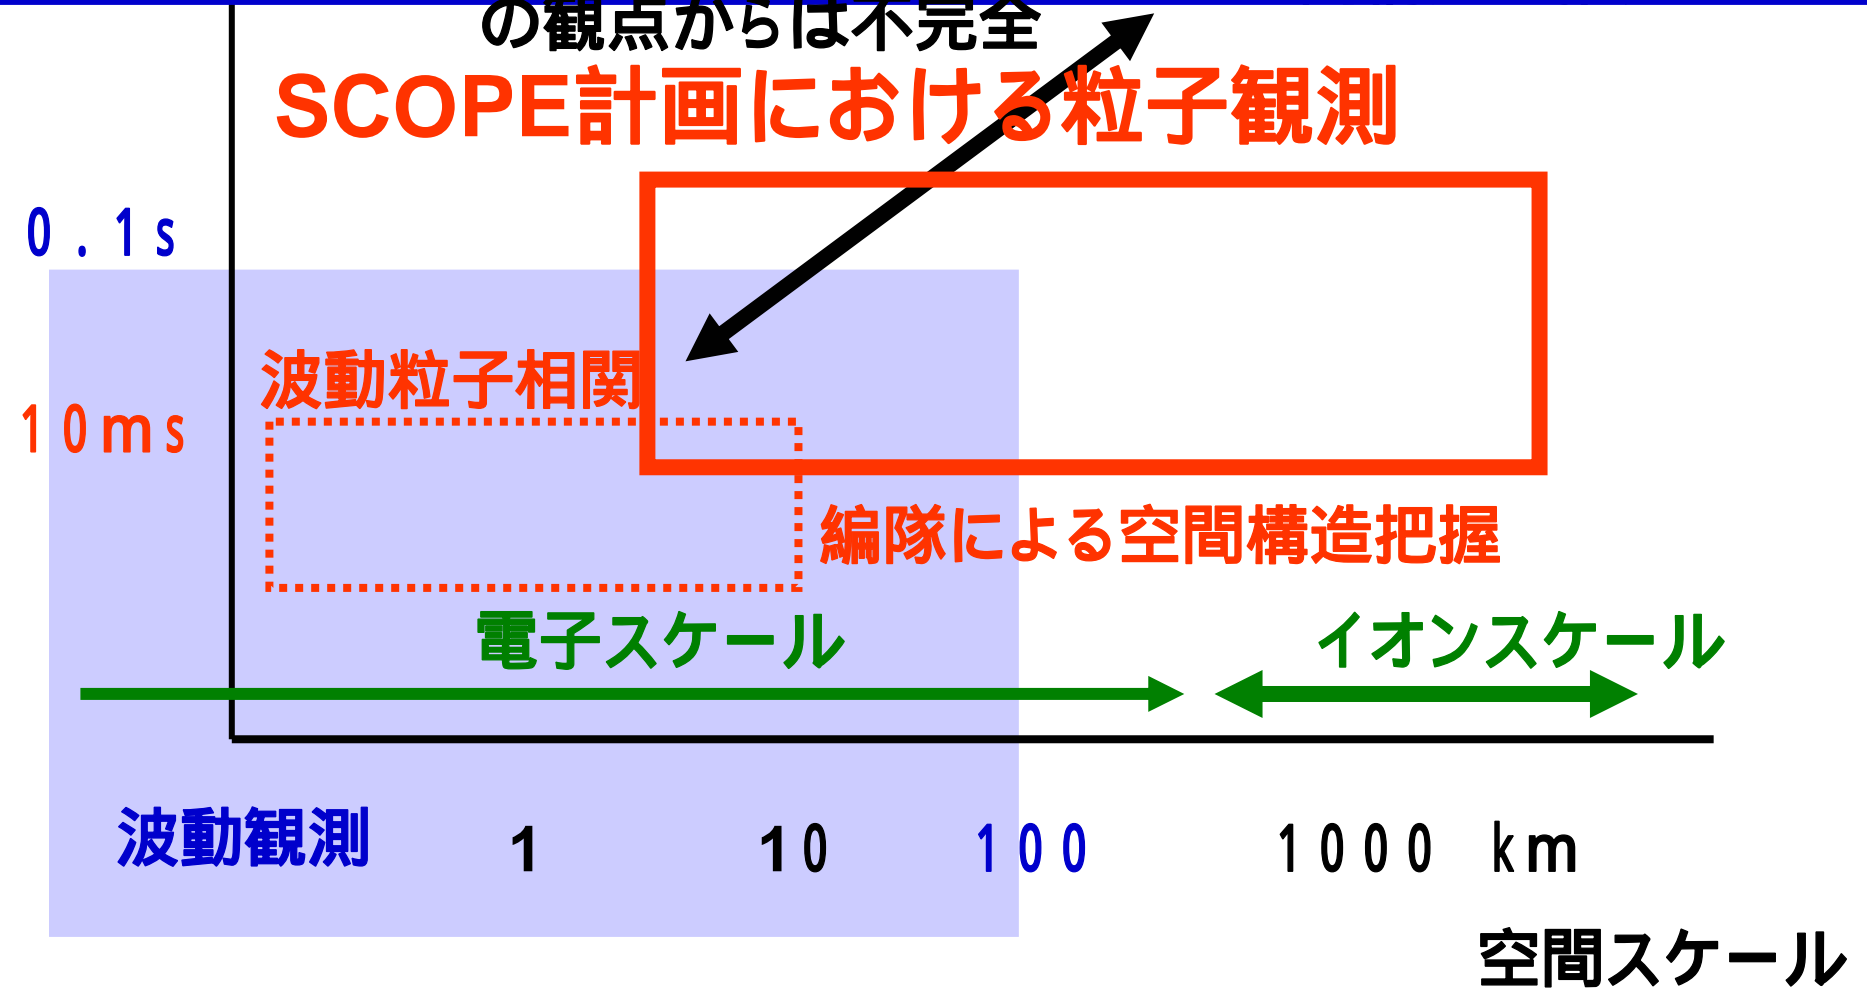 の観点からは不完全
SCOPE計画における粒子観測
0.1s
波動粒子相関
10ms
編隊による空間構造把握
電子スケール
イオンスケール
波動観測
1
10
100
1000 km
空間スケール